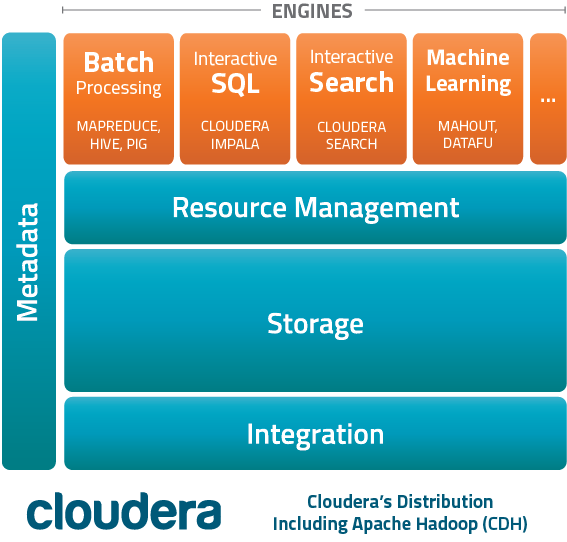 ENGINES
Batch
Processing
MAPREDUCE,
HIVE, PIG
Interactive
SQL
CLOUDERA
IMPALA
Interactive
Search
CLOUDERA
SEARCH
Machine
Learning
MAHOUT,
DATAFU
...
Metadata
Resource Management
Storage
Integration
cloudera
Cloudera’s Distribution
Including Apache Hadoop (CDH)